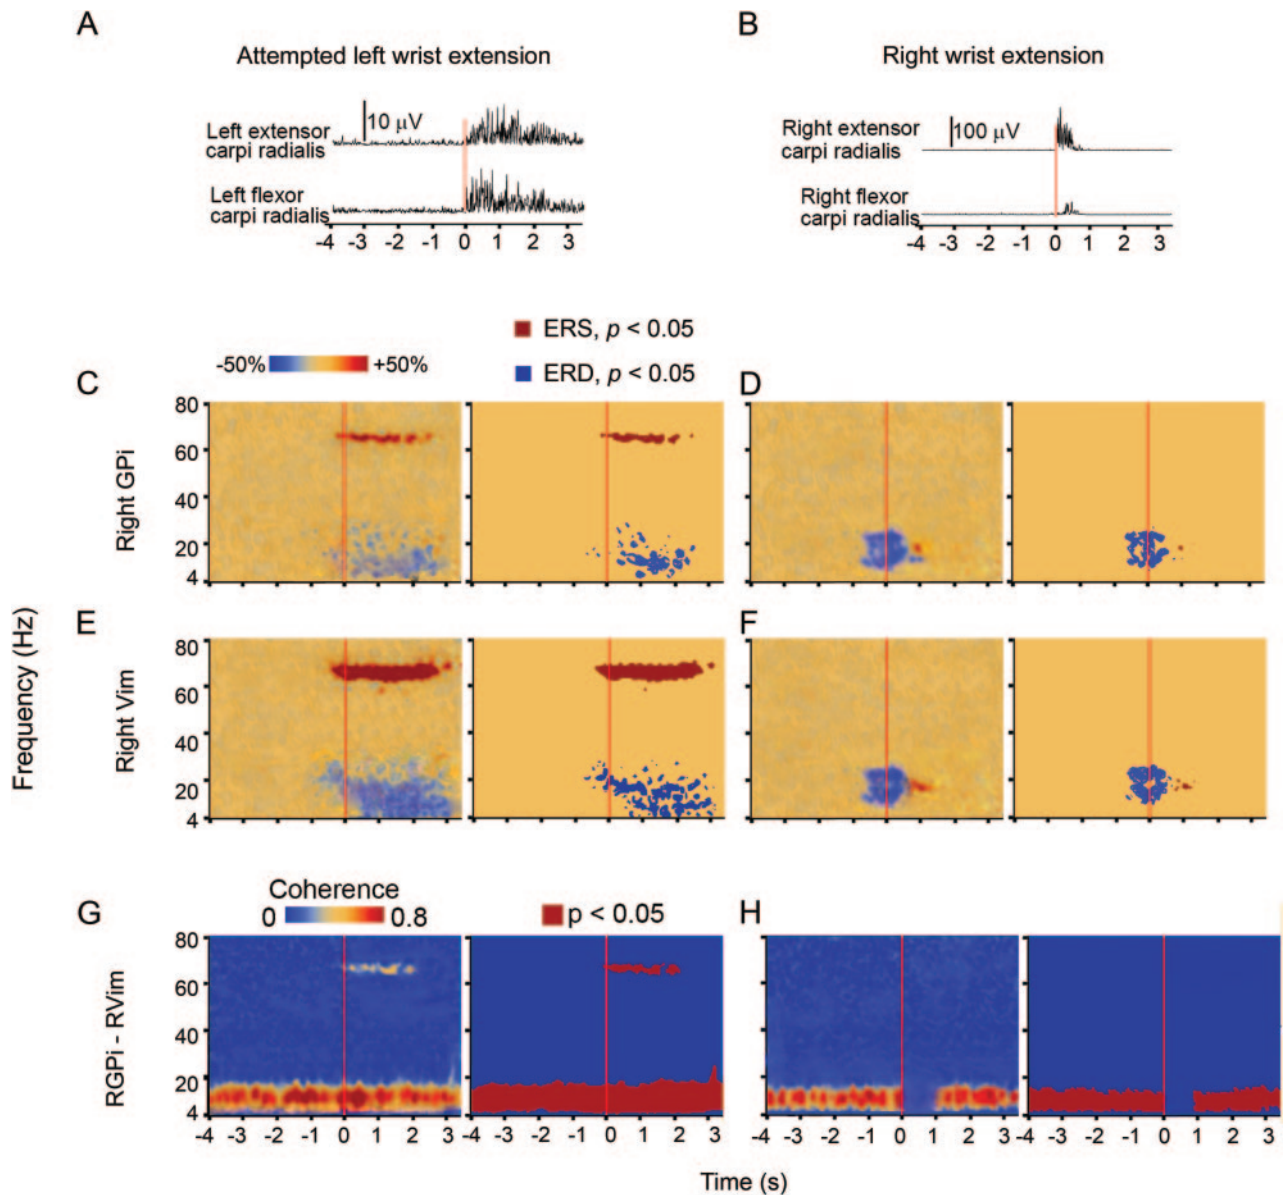 A
B
Attempted left wrist extension
Right wrist extension
Left extensor
carpi radialis
10 μV
Left flexor
carpi radialis
-4 -3 -2 -1 0 1 2 3
Right extensor
carpi radialis
100 μV
Right flexor
carpi radialis
-4 -3 -2 -1 0 1 2 3
ERS, p < 0.05
ERD, p < 0.05
-50% +50%
C
D
Right GPi
80
60
40
20
4
E
F
Frequency (Hz)
Right Vim
80
60
40
20
4
G
Coherence
0 0.8
p < 0.05
H
RGPi - RVim
80
60
40
20
4
-4 -3 -2 -1 0 1 2 3
-4 -3 -2 -1 0 1 2 3
-4 -3 -2 -1 0 1 2 3
-4 -3 -2 -1 0 1 2 3
Time (s)